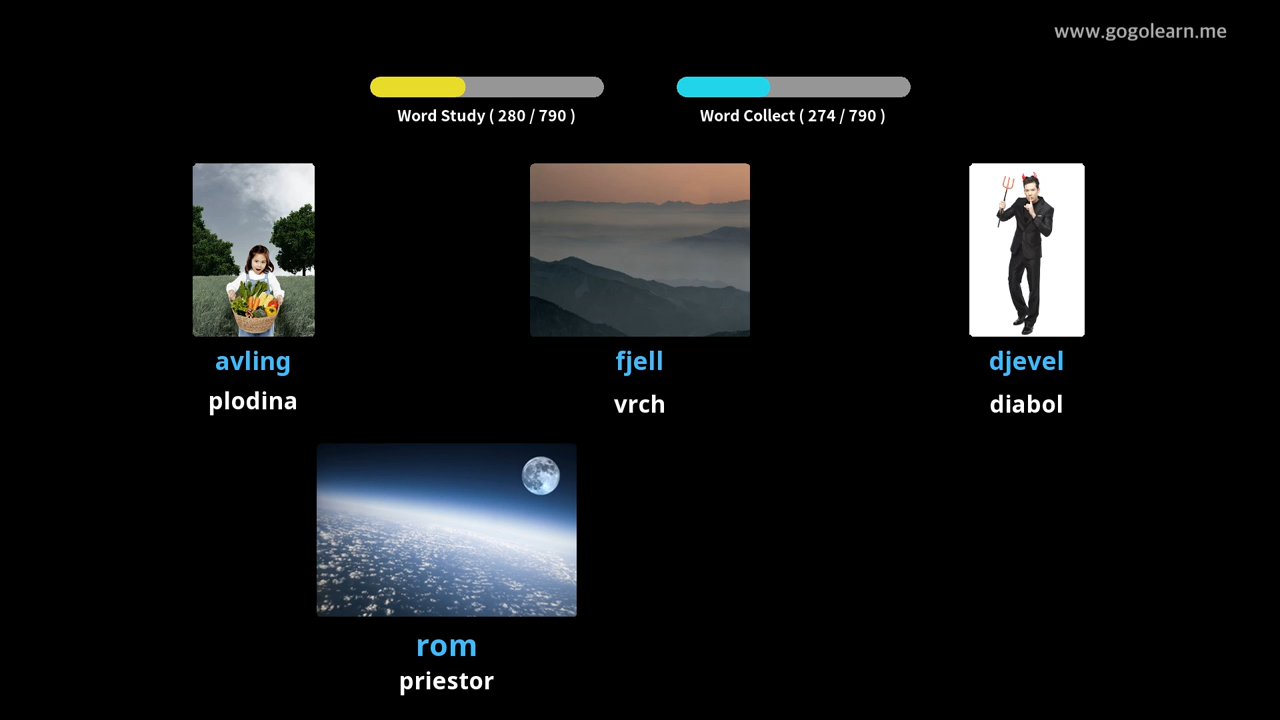 www.gogolearn.me
Word Study ( 280 / 790 )
Word Collect ( 274 / 790 )
avling
plodina
fjell
vrch
djevel
diabol
rom
priestor